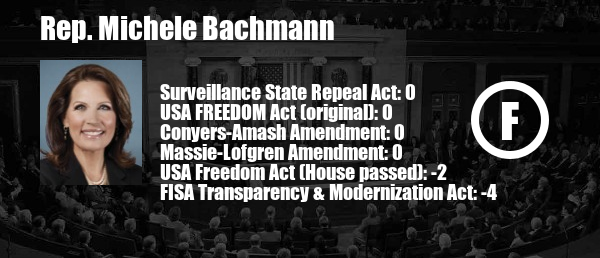 Rep. Michele Bachmann
Surveillance State Repeal Act: 0
USA FREEDOM Act (original): 0
Conyers-Amash Amendment: 0
Massie-Lofgren Amendment: 0
USA Freedom Act (House passed): -2
FISA Transparency & Modernization Act: -4
F